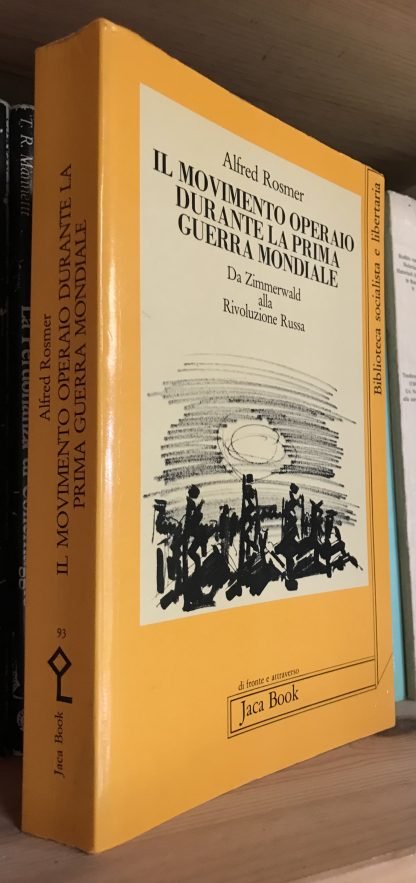 Alfred Rosmer
IL MOVIMENTO OPERAIO
DURANTE LA PRIMA
GUERRA MONDIALE
Da Zimmerwald
alla
Rivoluzione Russa
Biblioteca socialista e libertaria
di fronte e attraverso
Jaca Book
Alfred Rosmer
IL MOVIMENTO OPERAIO DURANTE LA
PRIMA GUERRA MONDIALE
93
Jaca Book